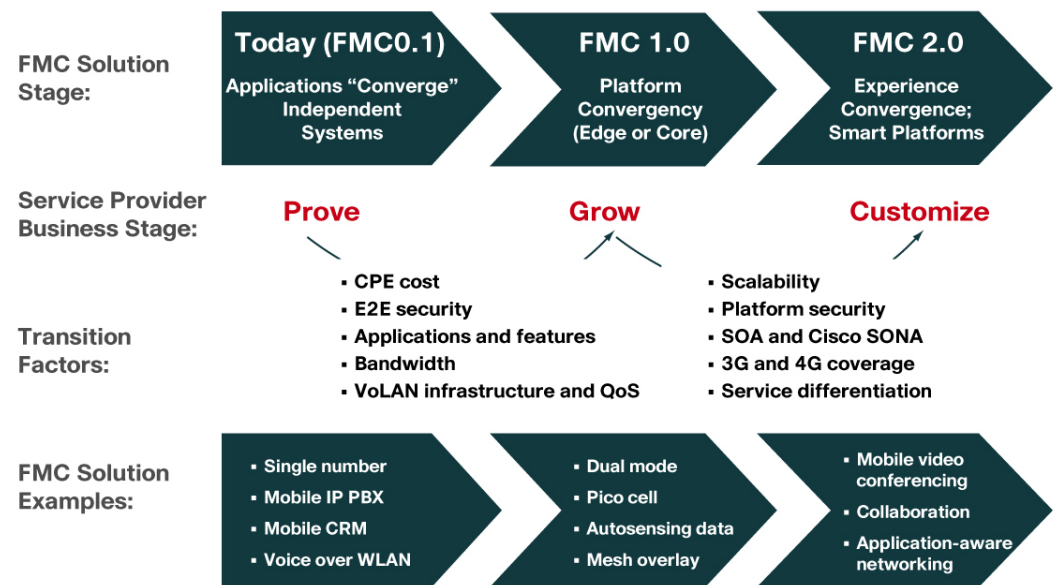 FMC Solution
Stage:
Today (FMC0.1)
Applications “Converge”
Independent
Systems
FMC 1.0
Platform
Convergency
(Edge or Core)
FMC 2.0
Experience
Convergence;
Smart Platforms
Service Provider
Business Stage:
Prove
Grow
Customize
Transition
Factors:
▪ CPE cost
▪ E2E security
▪ Applications and features
▪ Bandwidth
▪ VoLAN infrastructure and QoS
▪ Scalability
▪ Platform security
▪ SOA and Cisco SONA
▪ 3G and 4G coverage
▪ Service differentiation
FMC Solution
Examples:
▪ Single number
▪ Mobile IP PBX
▪ Mobile CRM
▪ Voice over WLAN
▪ Dual mode
▪ Pico cell
▪ Autosensing data
▪ Mesh overlay
▪ Mobile video
conferencing
▪ Collaboration
▪ Application-aware
networking